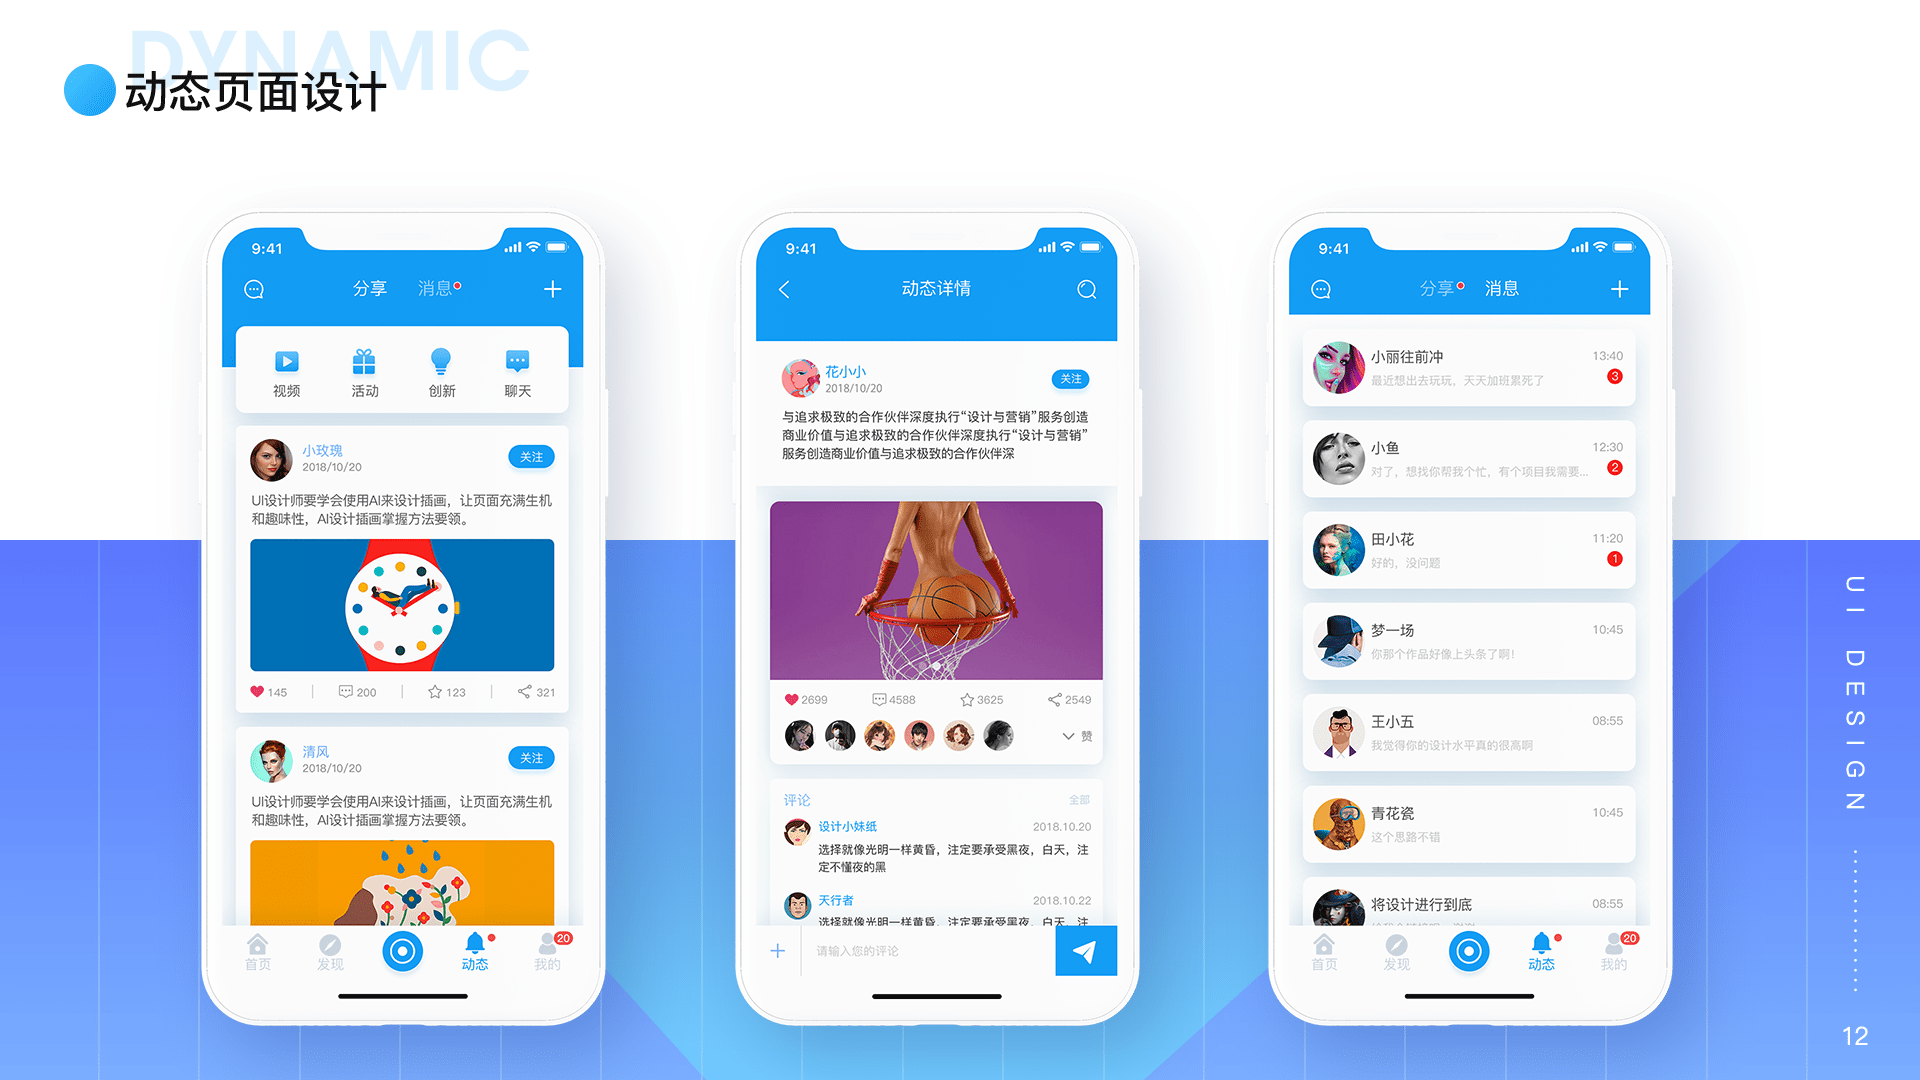 DYNAMIC
动态页面设计
9:41
分享
消息
视频
活动
创新
聊天
小玫瑰
2018/10/20
关注
UI设计师要学会使用AI来设计插画，让页面充满生机
和趣味性，AI设计插画掌握方法要领。
145
200
123
321
清风
2018/10/20
关注
UI设计师要学会使用AI来设计插画，让页面充满生机
和趣味性，AI设计插画掌握方法要领。
首页
发现
动态
20
我的
9:41
动态详情
花小小
2018/10/20
关注
与追求极致的合作伙伴深度执行“设计与营销”服务创造
商业价值与追求极致的合作伙伴深度执行“设计与营销”
服务创造商业价值与追求极致的合作伙伴深
2699
4588
3625
2549
赞
评论
全部
设计小妹纸
2018.10.20
选择就像光明一样黄昏，注定要承受黑夜，白天，注
定不懂夜的黑
天行者
2018.10.22
选择就像光明一样黄昏，注定要承受黑夜，白天，注
请输入您的评论
9:41
分享
消息
小丽往前冲
13:40
最近想出去玩玩，天天加班累死了
3
小鱼
12:30
对了，想找你帮我个忙，有个项目我需要...
2
田小花
11:20
好的，没问题
1
梦一场
10:45
你那个作品好像上头条了啊！
王小五
08:55
我觉得你的设计水平真的很高啊
青花瓷
10:45
这个思路不错
将设计进行到底
08:55
首页
发现
动态
20
我的
UI DESIGN
12